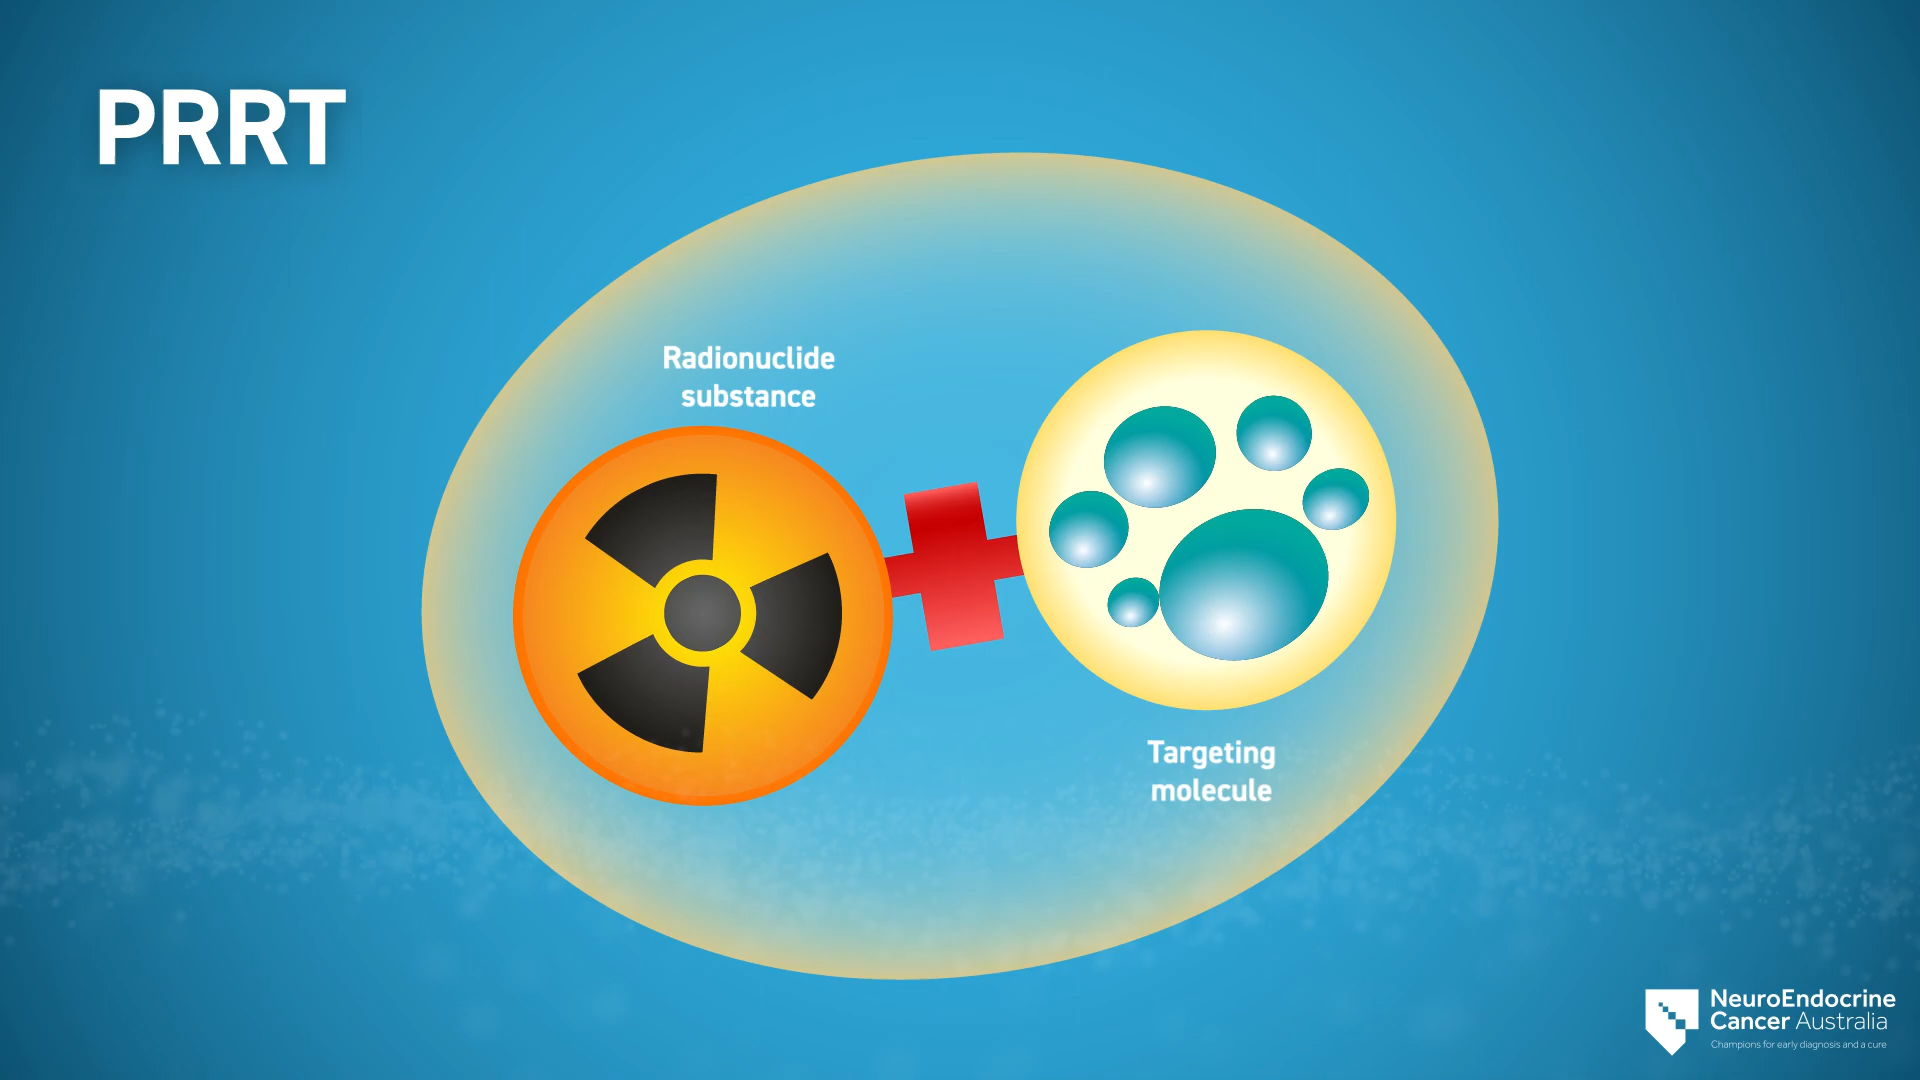 PRRT
Radionuclide
substance
Targeting
molecule
NeuroEndocrine
Cancer Australia
Champions for early diagnosis and a cure